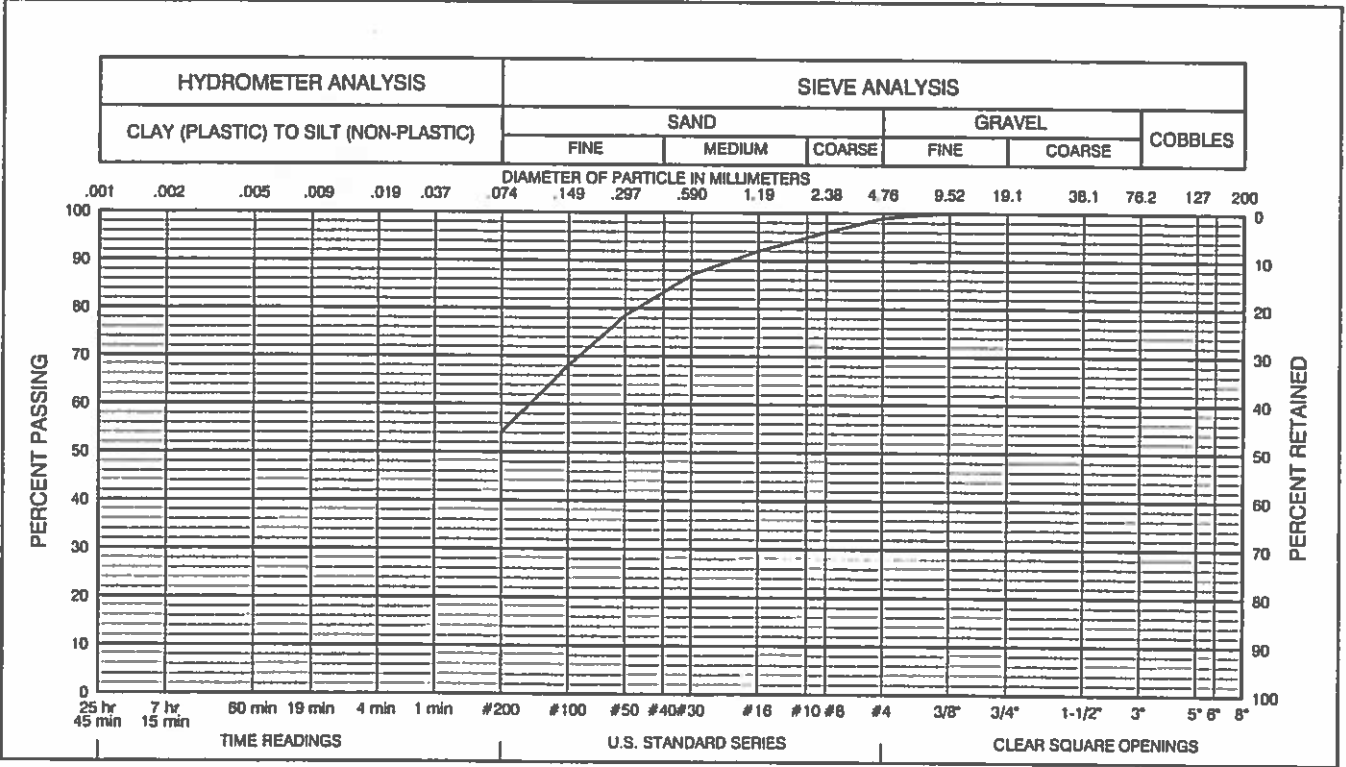 HYDROMETER ANALYSIS
SIEVE ANALYSIS
CLAY (PLASTIC) TO SILT (NON-PLASTIC)
SAND
GRAVEL
COBBLES
FINE
MEDIUM
COARSE
FINE
COARSE
DIAMETER OF PARTICLE IN MILLIMETERS
.001 .002 .005 .009 .019 .037 .074 .149 .297 .590 1.19 2.38 4.76 9.52 19.1 38.1 76.2 127 200
100
90
80
70
60
50
40
30
20
10
0
PERCENT PASSING
0
10
20
30
40
50
60
70
80
90
100
PERCENT RETAINED
25 hr 7 hr 60 min 19 min 4 min 1 min #200 #100 #50 #40 #30 #16 #10 #8 #4 3/8" 3/4" 1-1/2" 3" 5" 6" 8"
45 min 15 min
TIME READINGS
U.S. STANDARD SERIES
CLEAR SQUARE OPENINGS